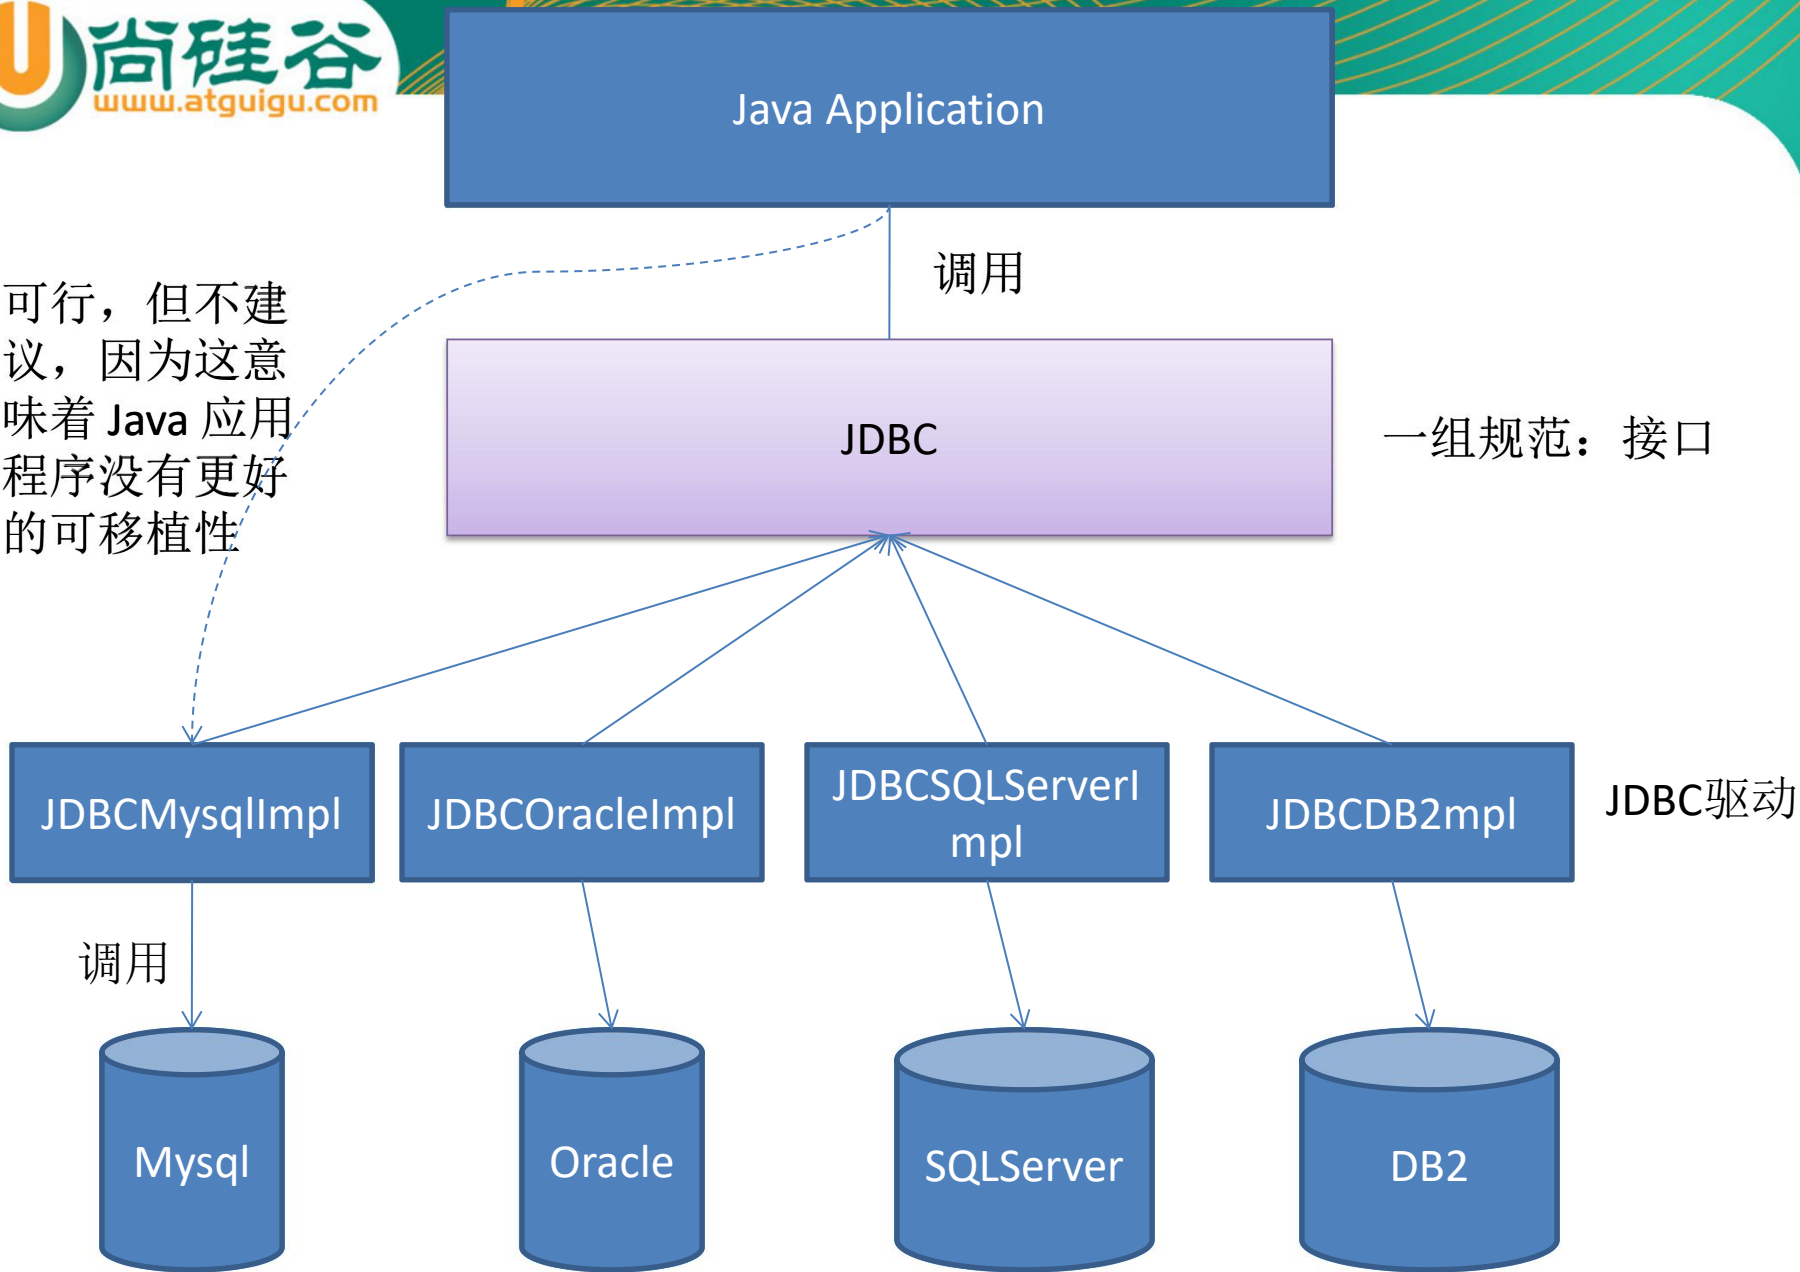 尚硅谷
www.atguigu.com
Java Application
调用
可行，但不建
议，因为这意
味着 Java 应用
程序没有更好
的可移植性
JDBC
一组规范：接口
JDBCMysqlImpl
JDBCOracleImpl
JDBCSQLServerI
mpl
JDBCDB2mpl
JDBC驱动
调用
Mysql
Oracle
SQLServer
DB2